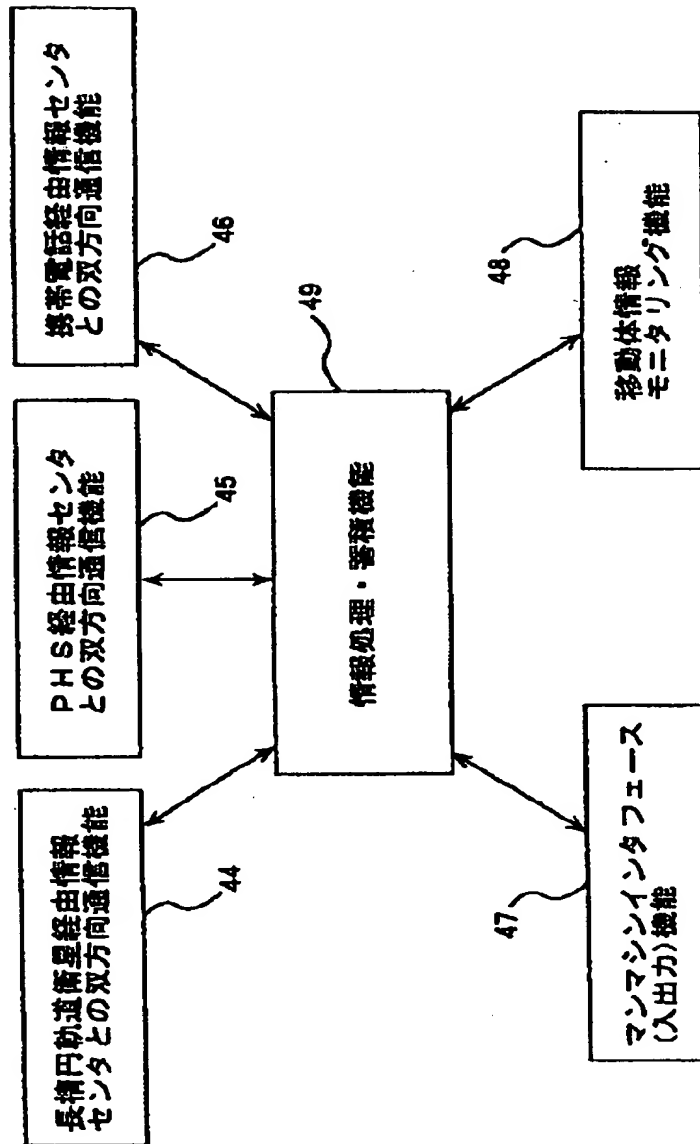 長楕円軌道衛星経由情報
センタとの双方向通信機能
44
PHS経由情報センタ
との双方向通信機能
45
携帯電話経由情報センタ
との双方向通信機能
46
情報処理・蓄積機能
49
マンマシンインタフェース
(入出力)機能
47
移動体情報
モニタリング機能
48